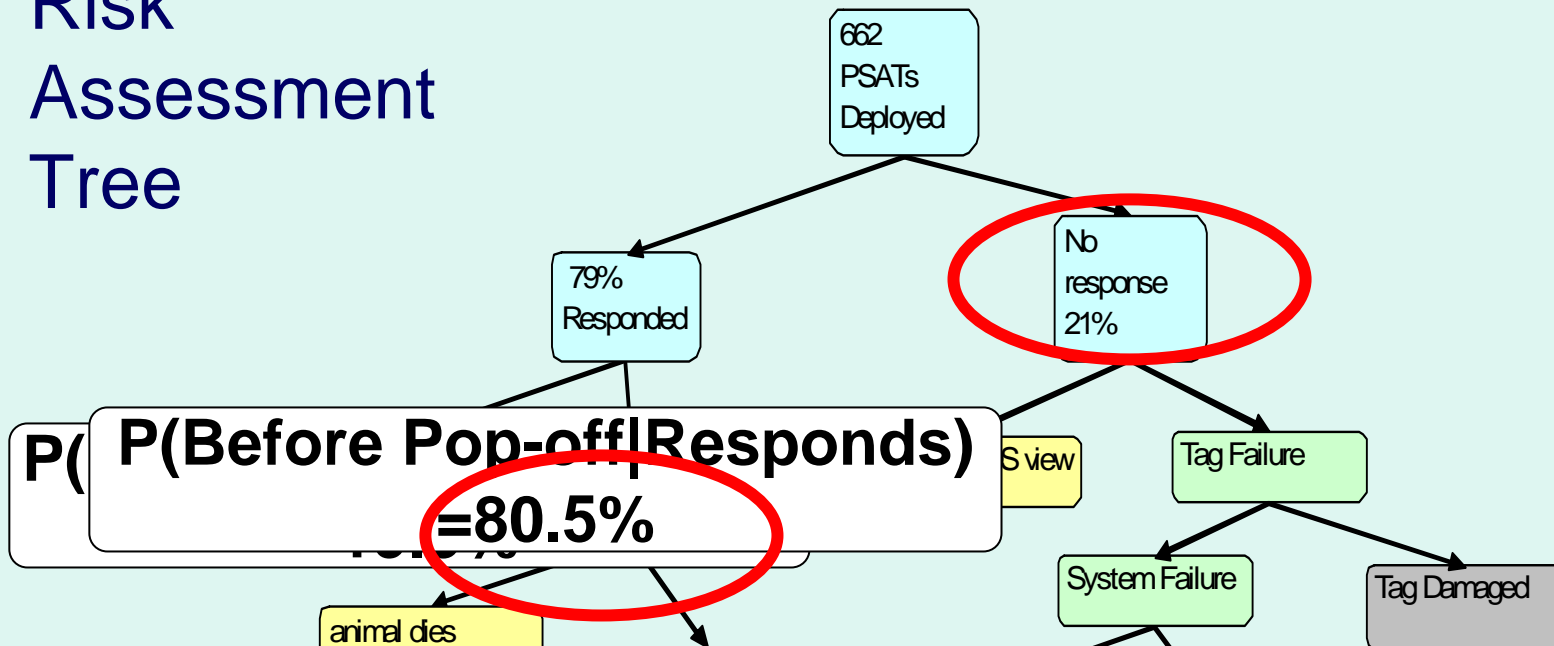 Risk
Assessment
Tree
662
PSATs
Deployed
No
response
21%
79%
Responded
P(
P(Before Pop-off|Responds)
=80.5%
S view
Tag Failure
System Failure
Tag Damaged
animal dies